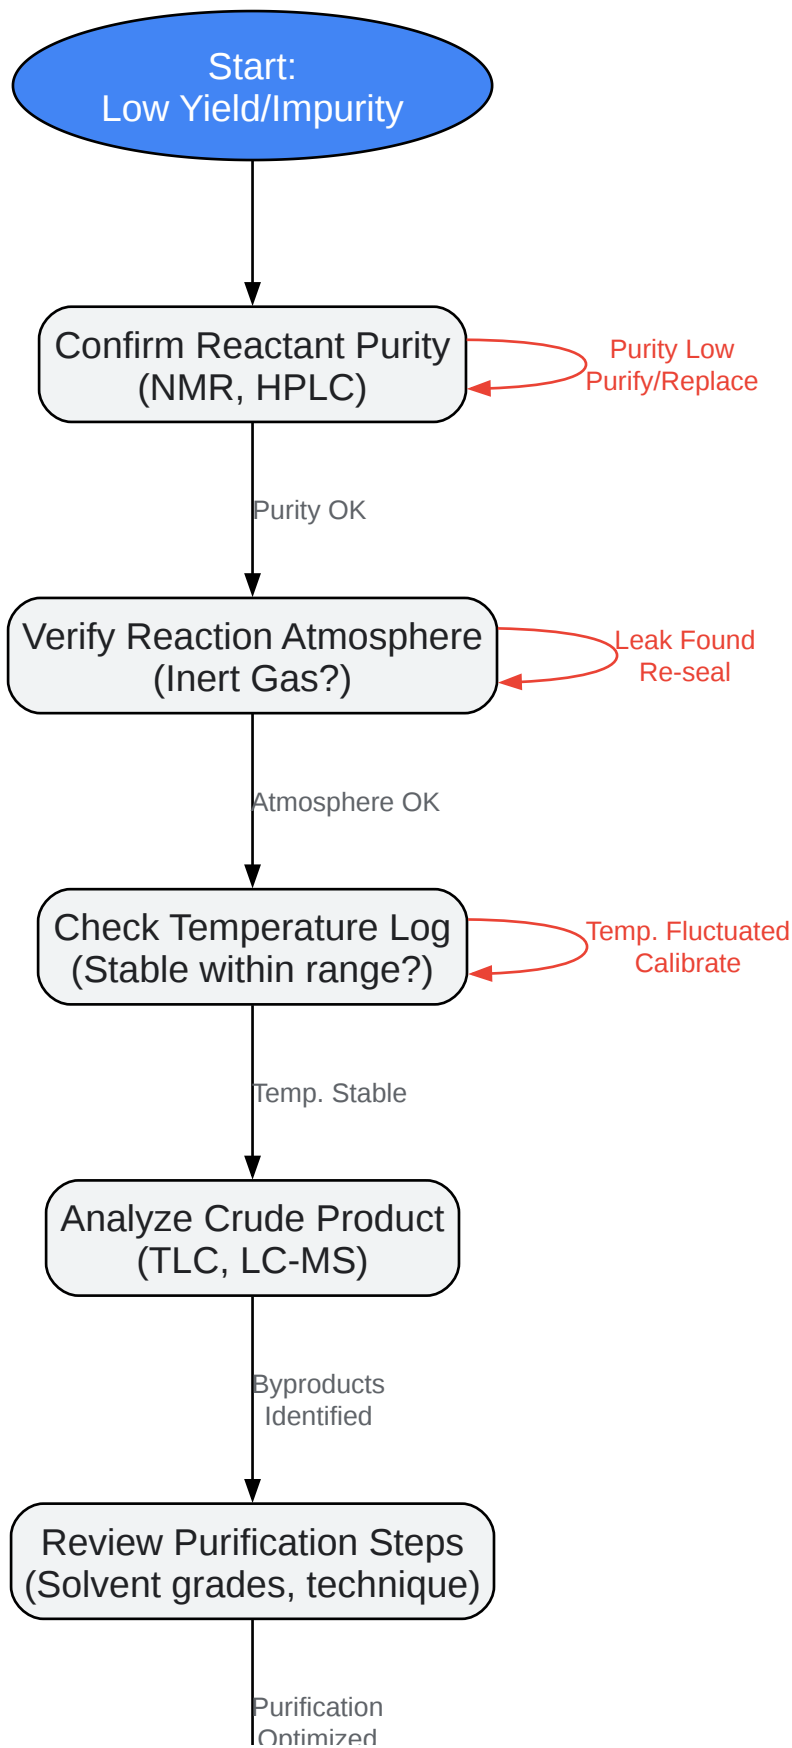 Start:
Low Yield/Impurity
Confirm Reactant Purity
(NMR, HPLC)
Purity Low
Purify/Replace
Purity OK
Verify Reaction Atmosphere
(Inert Gas?)
Leak Found
Re-seal
Atmosphere OK
Check Temperature Log
(Stable within range?)
Temp. Fluctuated
Calibrate
Temp. Stable
Analyze Crude Product
(TLC, LC-MS)
Byproducts
Identified
Review Purification Steps
(Solvent grades, technique)
Purification
Optimized